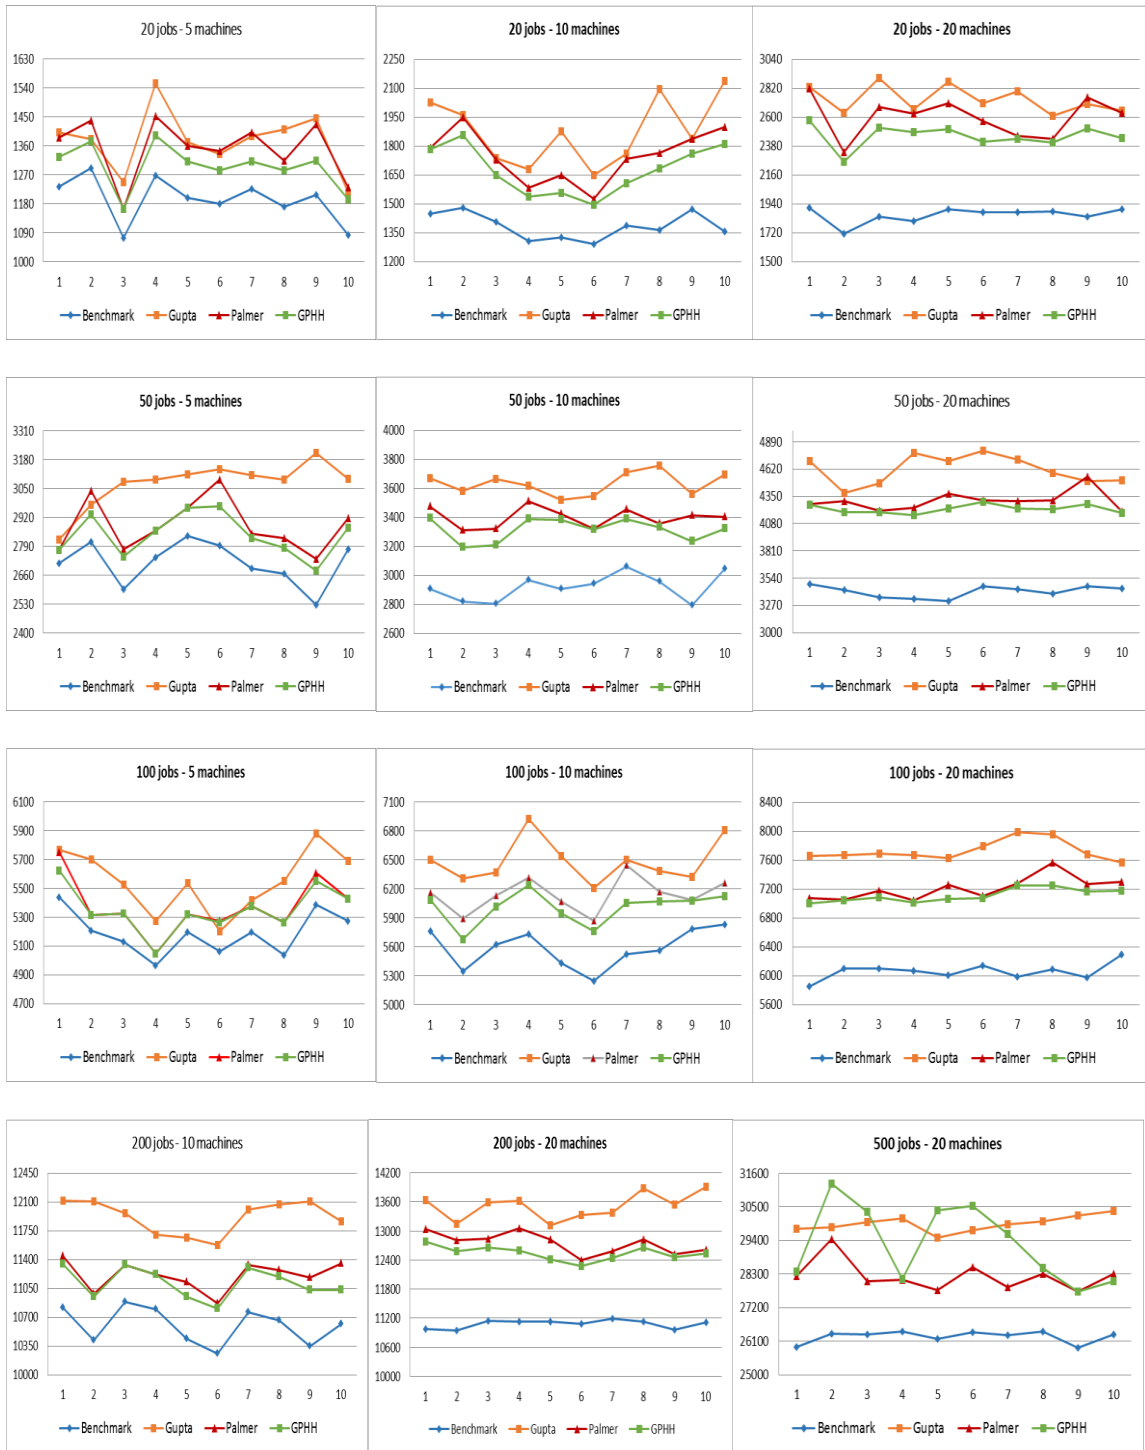 20 jobs - 5 machines
1630
1540
1450
1360
1270
1180
1090
1000
1 2 3 4 5 6 7 8 9 10
Benchmark Gupta Palmer GPHH
20 jobs - 10 machines
2250
2100
1950
1800
1650
1500
1350
1200
1 2 3 4 5 6 7 8 9 10
Benchmark Gupta Palmer GPHH
20 jobs - 20 machines
3040
2820
2600
2380
2160
1940
1720
1500
1 2 3 4 5 6 7 8 9 10
Benchmark Gupta Palmer GPHH
50 jobs - 5 machines
3310
3180
3050
2920
2790
2660
2530
2400
1 2 3 4 5 6 7 8 9 10
Benchmark Gupta Palmer GPHH
50 jobs - 10 machines
4000
3800
3600
3400
3200
3000
2800
2600
1 2 3 4 5 6 7 8 9 10
Benchmark Gupta Palmer GPHH
50 jobs - 20 machines
4890
4620
4350
4080
3810
3540
3270
3000
1 2 3 4 5 6 7 8 9 10
Benchmark Gupta Palmer GPHH
100 jobs - 5 machines
6100
5900
5700
5500
5300
5100
4900
4700
1 2 3 4 5 6 7 8 9 10
Benchmark Gupta Palmer GPHH
100 jobs - 10 machines
7100
6800
6500
6200
5900
5600
5300
5000
1 2 3 4 5 6 7 8 9 10
Benchmark Gupta Palmer GPHH
100 jobs - 20 machines
8400
8000
7600
7200
6800
6400
6000
5600
1 2 3 4 5 6 7 8 9 10
Benchmark Gupta Palmer GPHH
200 jobs - 10 machines
12450
12100
11750
11400
11050
10700
10350
10000
1 2 3 4 5 6 7 8 9 10
Benchmark Gupta Palmer GPHH
200 jobs - 20 machines
14200
13600
13000
12400
11800
11200
10600
10000
1 2 3 4 5 6 7 8 9 10
Benchmark Gupta Palmer GPHH
500 jobs - 20 machines
31600
30500
29400
28300
27200
26100
25000
1 2 3 4 5 6 7 8 9 10
Benchmark Gupta Palmer GPHH